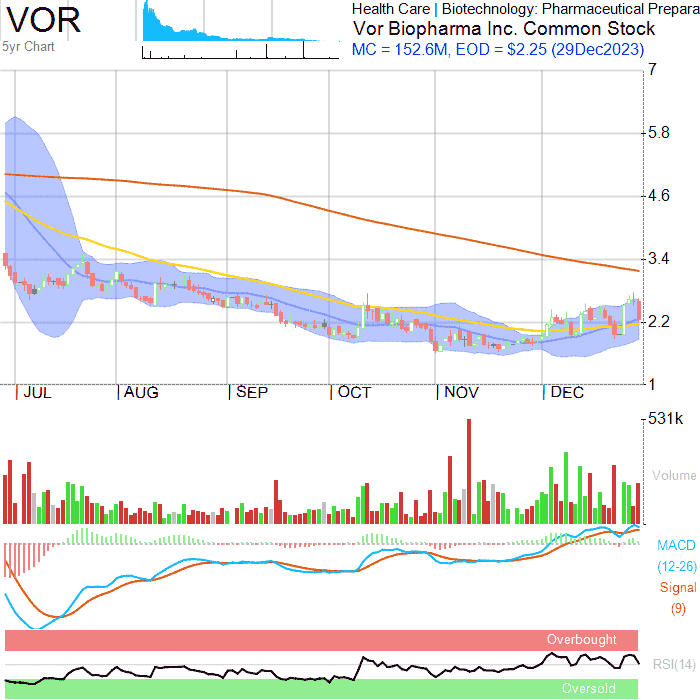 VOR
5yr Chart
Health Care | Biotechnology: Pharmaceutical Prepara
Vor Biopharma Inc. Common Stock
MC = 152.6M, EOD = $2.25 (29Dec2023)
7
5.8
4.6
3.4
2.2
1
JUL AUG SEP OCT NOV DEC
531k
Volume
MACD
(12-26)
Signal
(9)
Overbought
RSI(14)
Oversold